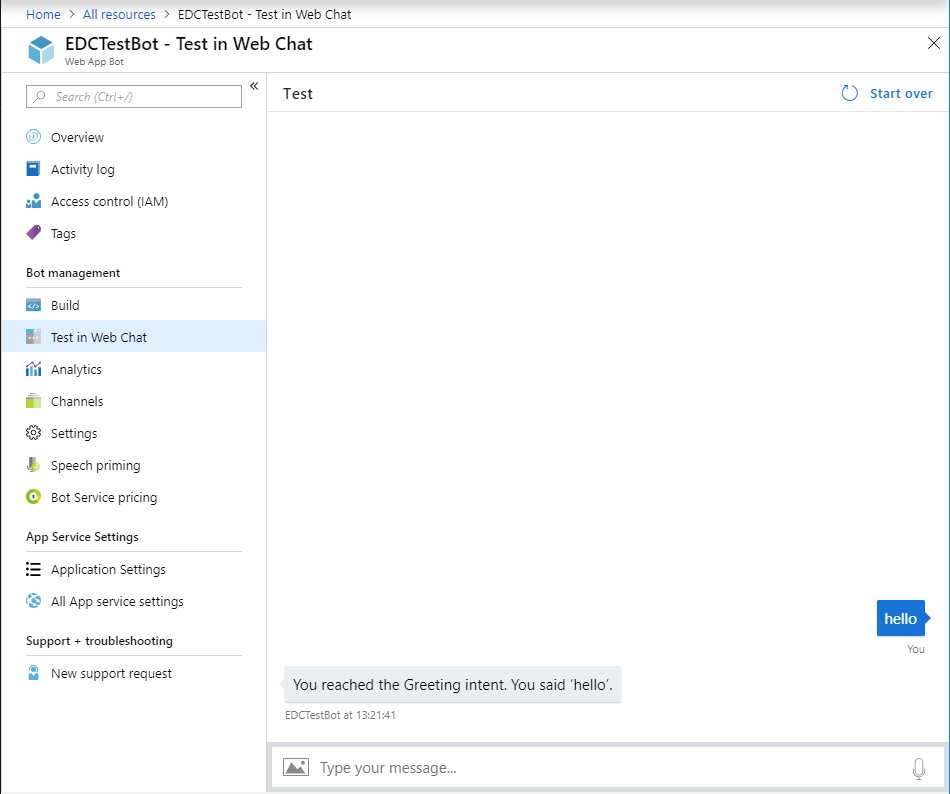 Home > All resources > EDCTestBot - Test in Web Chat
EDCTestBot - Test in Web Chat
Web App Bot
Search (Ctrl+/)
«
Overview
Activity log
Access control (IAM)
Tags
Bot management
Build
Test in Web Chat
Analytics
Channels
Settings
Speech priming
Bot Service pricing
App Service Settings
Application Settings
All App service settings
Support + troubleshooting
New support request
Test
Start over
hello
You
You reached the Greeting intent. You said ‘hello’.
EDCTestBot at 13:21:41
Type your message...